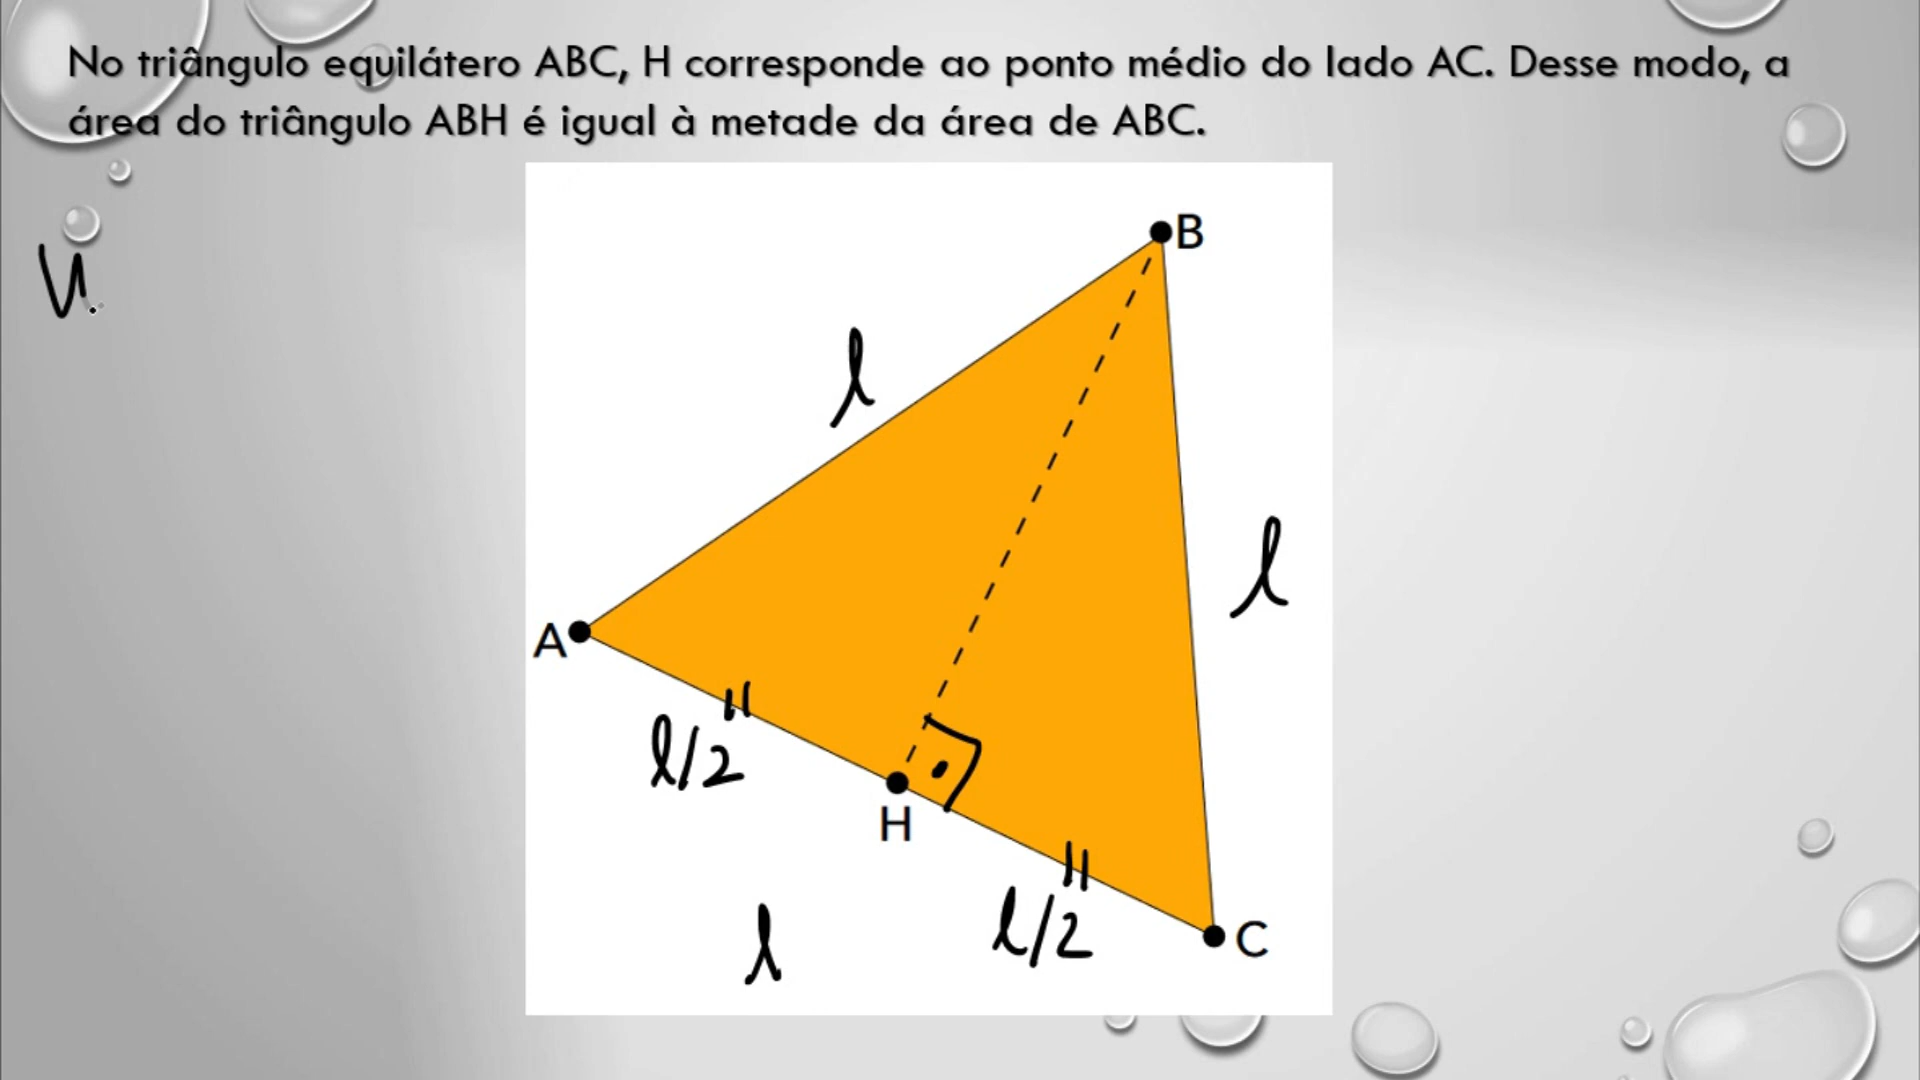 No triângulo equilátero ABC, H corresponde ao ponto médio do lado AC. Desse modo, a
área do triângulo ABH é igual à metade da área de ABC.
B
l
l
A
l/2
H
l/2
C
l